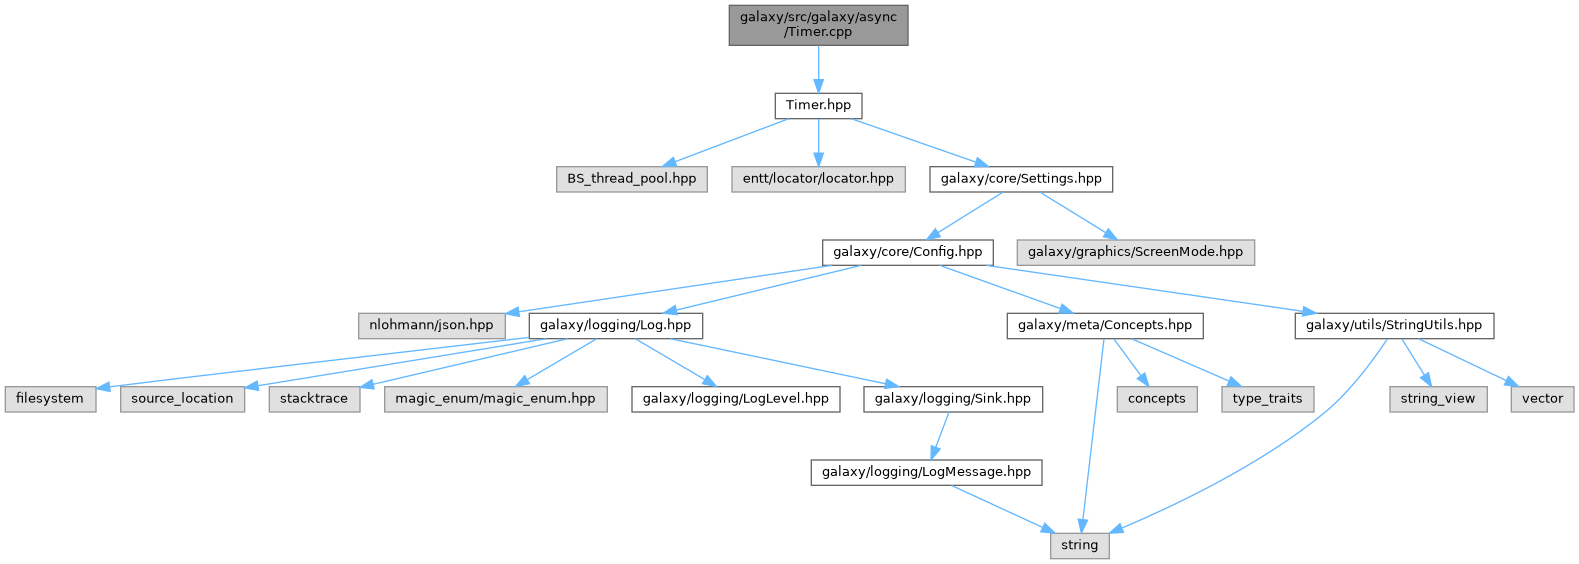 galaxy/src/galaxy/async
/Timer.cpp
Timer.hpp
BS_thread_pool.hpp
entt/locator/locator.hpp
galaxy/core/Settings.hpp
galaxy/core/Config.hpp
galaxy/graphics/ScreenMode.hpp
nlohmann/json.hpp
galaxy/logging/Log.hpp
galaxy/meta/Concepts.hpp
galaxy/utils/StringUtils.hpp
filesystem
source_location
stacktrace
magic_enum/magic_enum.hpp
galaxy/logging/LogLevel.hpp
galaxy/logging/Sink.hpp
concepts
type_traits
string_view
vector
galaxy/logging/LogMessage.hpp
string